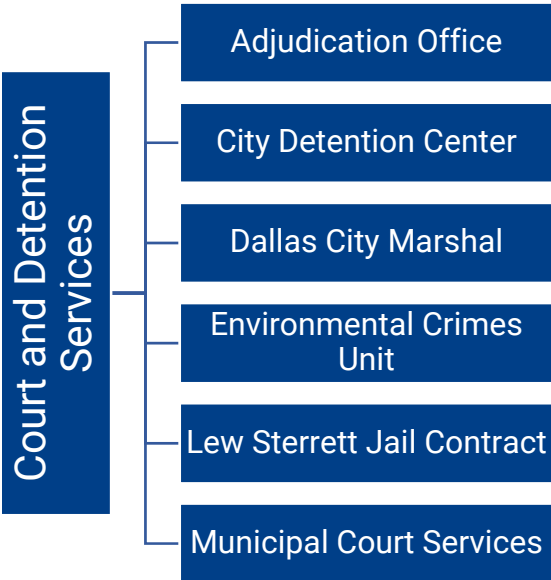 Court and Detention
Services
Adjudication Office
City Detention Center
Dallas City Marshal
Environmental Crimes
Unit
Lew Sterrett Jail Contract
Municipal Court Services